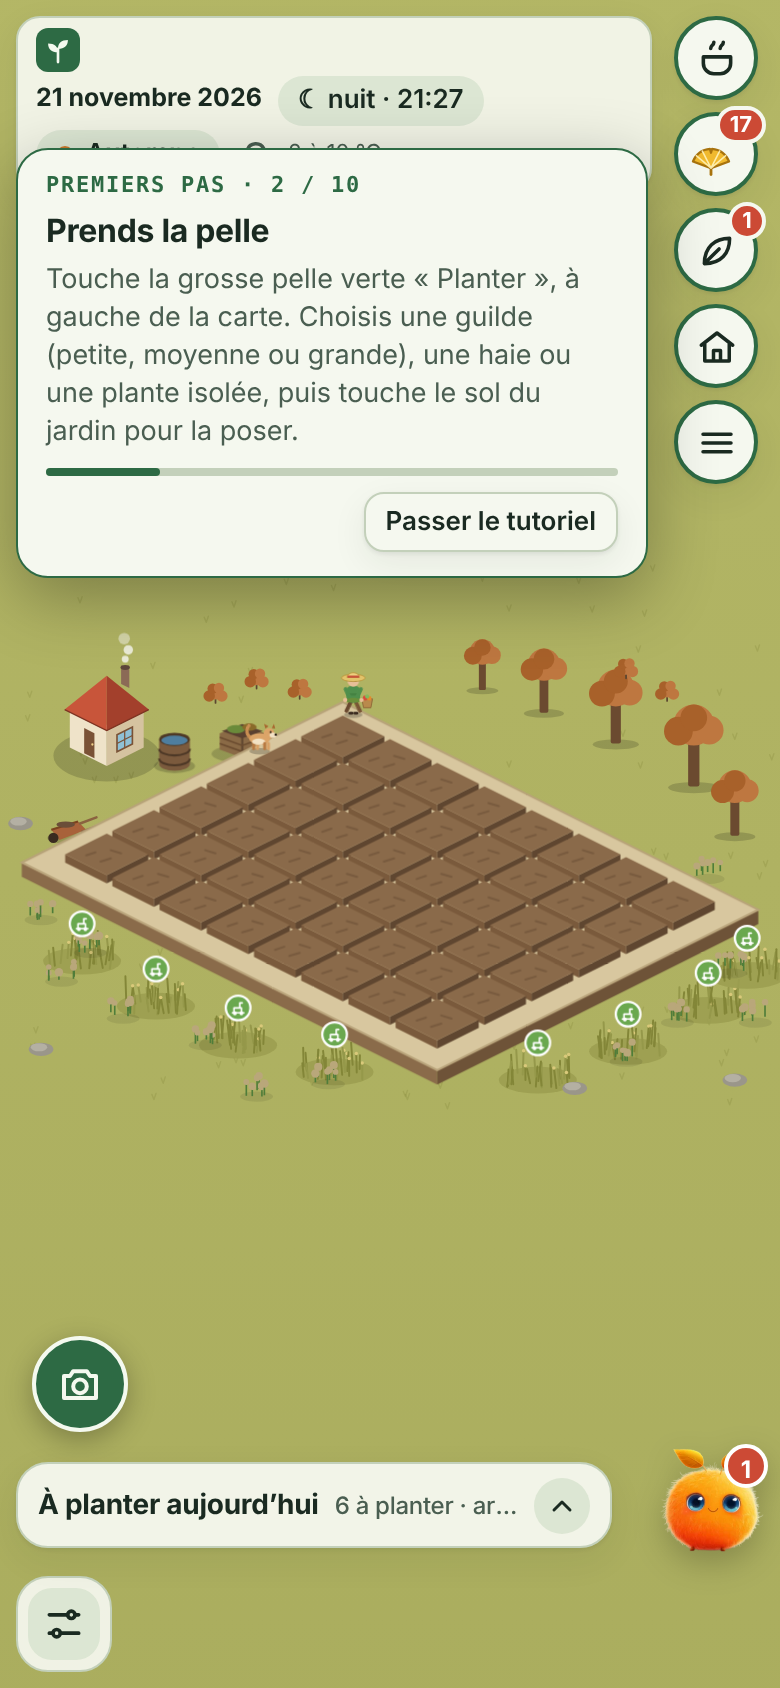 21 novembre 2026
nuit · 21:27
17
PREMIERS PAS · 2 / 10
Prends la pelle
1
Touche la grosse pelle verte « Planter », à
gauche de la carte. Choisis une guilde
(petite, moyenne ou grande), une haie ou
une plante isolée, puis touche le sol du
jardin pour la poser.
Passer le tutoriel
1
À planter aujourd’hui 6 à planter · ar…